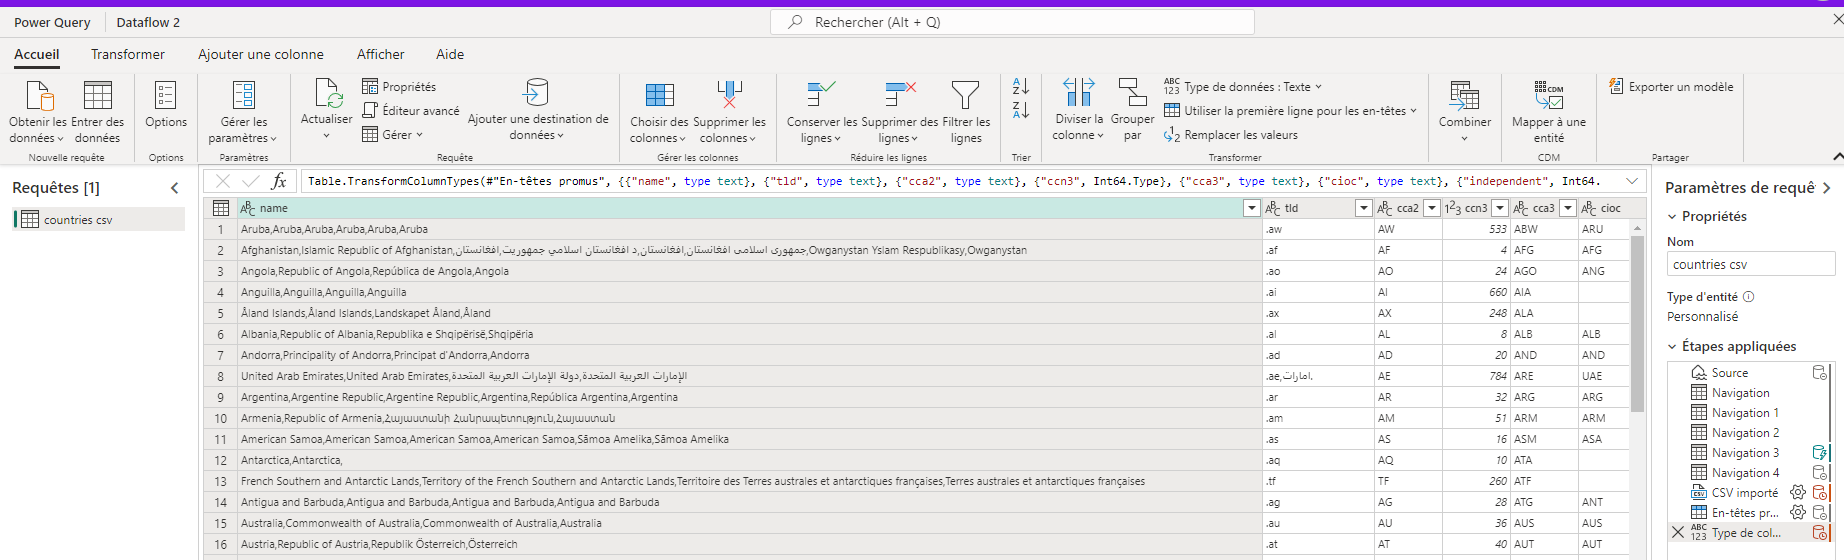 Power Query Dataflow 2 Rechercher (Alt + Q)
Accueil Transformer Ajouter une colonne Afficher Aide
Obtenir les données
Entrer des données
Nouvelle requête
Options
Options
Gérer les paramètres
Paramètres
Actualiser
Propriétés
Éditeur avancé
Gérer
Ajouter une destination de données
Requête
Choisir des colonnes
Supprimer les colonnes
Gérer les colonnes
Conserver les lignes
Supprimer des lignes
Filtrer les lignes
Réduire les lignes
A Z
Z A
Trier
Diviser la colonne
Grouper par
ABC 123 Type de données : Texte
Utiliser la première ligne pour les en-têtes
1 2 Remplacer les valeurs
Transformer
Combiner
CDM
Mapper à une entité
CDM
Exporter un modèle
Partager
Requêtes [1]
countries csv
fx Table.TransformColumnTypes(#"En-têtes promus", {{"name", type text}, {"tld", type text}, {"cca2", type text}, {"ccn3", Int64.Type}, {"cca3", type text}, {"cioc", type text}, {"independent", Int64.
ABC name ABC tld ABC cca2 123 ccn3 ABC cca3 ABC cioc
1 Aruba,Aruba,Aruba,Aruba,Aruba,Aruba .aw AW 533 ABW ARU
2 Afghanistan,Islamic Republic of Afghanistan,جمهوری اسلامی افغانستان,افغانستان,د افغانستان اسلامي جمهوریت,افغانستان,Owganystan Yslam Respublikasy,Owganystan .af AF 4 AFG AFG
3 Angola,Republic of Angola,República de Angola,Angola .ao AO 24 AGO ANG
4 Anguilla,Anguilla,Anguilla,Anguilla .ai AI 660 AIA
5 Åland Islands,Åland Islands,Landskapet Åland,Åland .ax AX 248 ALA
6 Albania,Republic of Albania,Republika e Shqipërisë,Shqipëria .al AL 8 ALB ALB
7 Andorra,Principality of Andorra,Principat d'Andorra,Andorra .ad AD 20 AND AND
8 United Arab Emirates,United Arab Emirates,دولة الإمارات العربية المتحدة,الإمارات العربية المتحدة .ae,امارات. AE 784 ARE UAE
9 Argentina,Argentine Republic,Argentine Republic,Argentina,República Argentina,Argentina .ar AR 32 ARG ARG
10 Armenia,Republic of Armenia,Հայաստանի Հանրապետություն,Հայաստան .am AM 51 ARM ARM
11 American Samoa,American Samoa,American Samoa,American Samoa,Sāmoa Amelika,Sāmoa Amelika .as AS 16 ASM ASA
12 Antarctica,Antarctica, .aq AQ 10 ATA
13 French Southern and Antarctic Lands,Territory of the French Southern and Antarctic Lands,Territoire des Terres australes et antarctiques françaises,Terres australes et antarctiques françaises .tf TF 260 ATF
14 Antigua and Barbuda,Antigua and Barbuda,Antigua and Barbuda,Antigua and Barbuda .ag AG 28 ATG ANT
15 Australia,Commonwealth of Australia,Commonwealth of Australia,Australia .au AU 36 AUS AUS
16 Austria,Republic of Austria,Republik Österreich,Österreich .at AT 40 AUT AUT
Paramètres de requêt
Propriétés
Nom
countries csv
Type d'entité
Personnalisé
Étapes appliquées
Source
Navigation
Navigation 1
Navigation 2
Navigation 3
Navigation 4
CSV importé
En-têtes pr...
ABC 123 Type de col...